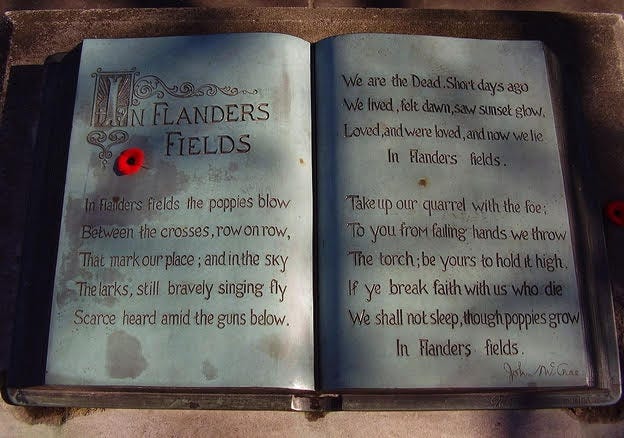 In FLANDERS
FIELDS
In Flanders fields the poppies blow
Between the crosses, row on row,
That mark our place; and in the sky
The larks, still bravely singing fly
Scarce heard amid the guns below.
We are the Dead. Short days ago
We lived, felt dawn, saw sunset glow,
Loved, and were loved, and now we lie
In Flanders fields.
Take up our quarrel with the foe;
To you from failing hands we throw
The torch; be yours to hold it high.
If ye break faith with us who die
We shall not sleep, though poppies grow
In Flanders fields.
John McCrae